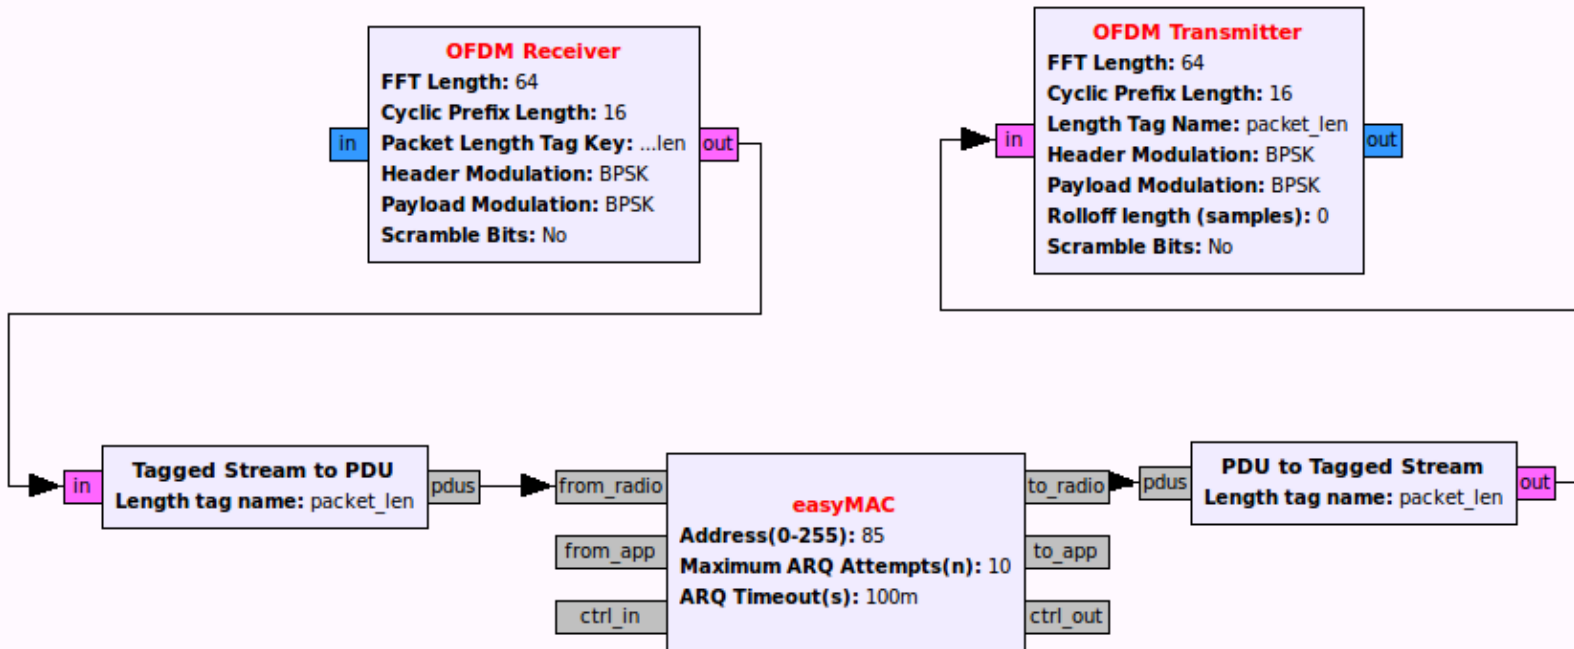 OFDM Receiver
FFT Length: 64
Cyclic Prefix Length: 16
in
Packet Length Tag Key: ...len
out
Header Modulation: BPSK
Payload Modulation: BPSK
Scramble Bits: No
OFDM Transmitter
FFT Length: 64
Cyclic Prefix Length: 16
Length Tag Name: packet_len
in
out
Header Modulation: BPSK
Payload Modulation: BPSK
Rolloff length (samples): 0
Scramble Bits: No
in
Tagged Stream to PDU
Length tag name: packet_len
pdus
from_radio
from_app
ctrl_in
easyMAC
Address(0-255): 85
Maximum ARQ Attempts(n): 10
ARQ Timeout(s): 100m
to_radio
to_app
ctrl_out
pdus
PDU to Tagged Stream
Length tag name: packet_len
out